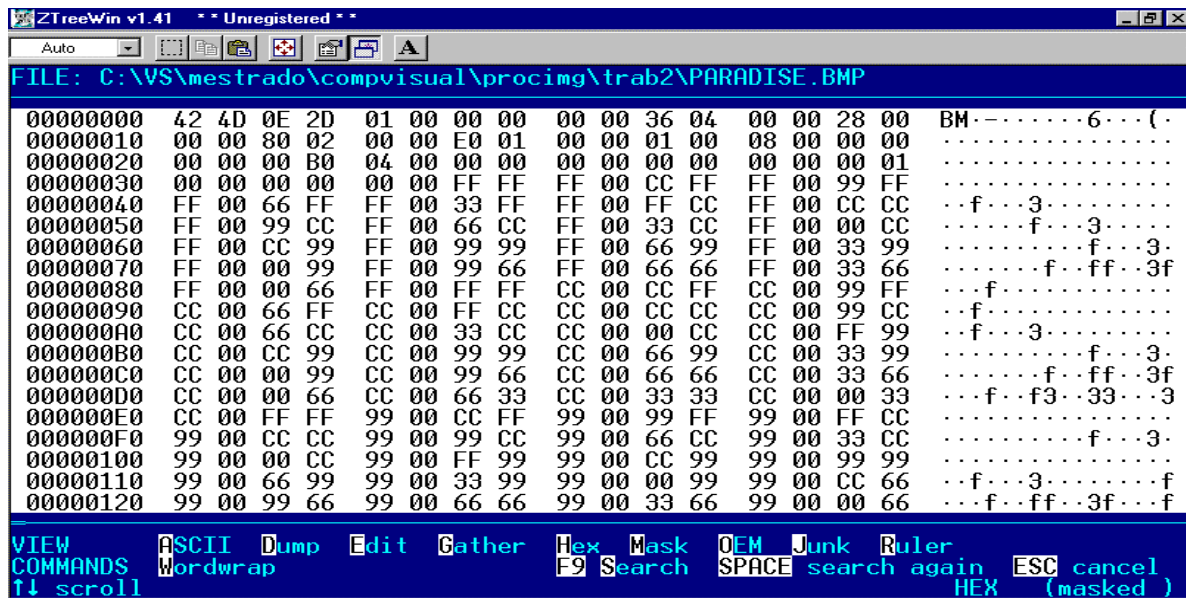 ZTreeWin v1.41 * * Unregistered * *
Auto A
FILE: C:\VS\mestrado\compvisual\procimg\trab2\PARADISE.BMP
00000000 42 4D 0E 2D 01 00 00 00 00 00 36 04 00 00 28 00 BM·-······6···(·
00000010 00 00 80 02 00 00 E0 01 00 00 01 00 08 00 00 00 ················
00000020 00 00 00 B0 04 00 00 00 00 00 00 00 00 00 00 01 ················
00000030 00 00 00 00 00 00 FF FF FF 00 CC FF FF 00 99 FF ················
00000040 FF 00 66 FF FF 00 33 FF FF 00 FF CC FF 00 CC CC ··f···3·········
00000050 FF 00 99 CC FF 00 66 CC FF 00 33 CC FF 00 00 CC ······f···3·····
00000060 FF 00 CC 99 FF 00 99 99 FF 00 66 99 FF 00 33 99 ··········f···3·
00000070 FF 00 00 99 FF 00 99 66 FF 00 66 66 FF 00 33 66 ·······f··ff··3f
00000080 FF 00 00 66 FF 00 FF FF CC 00 CC FF CC 00 99 FF ···f············
00000090 CC 00 66 FF CC 00 FF CC CC 00 CC CC CC 00 99 CC ··f·············
000000A0 CC 00 66 CC CC 00 33 CC CC 00 00 CC CC 00 FF 99 ··f···3·········
000000B0 CC 00 CC 99 CC 00 99 99 CC 00 66 99 CC 00 33 99 ··········f···3·
000000C0 CC 00 00 99 CC 00 99 66 CC 00 66 66 CC 00 33 66 ·······f··ff··3f
000000D0 CC 00 00 66 CC 00 66 33 CC 00 33 33 CC 00 00 33 ···f··f3··33···3
000000E0 CC 00 FF FF 99 00 CC FF 99 00 99 FF 99 00 FF CC ················
000000F0 99 00 CC CC 99 00 99 CC 99 00 66 CC 99 00 33 CC ··········f···3·
00000100 99 00 00 CC 99 00 FF 99 99 00 CC 99 99 00 99 99 ················
00000110 99 00 66 99 99 00 33 99 99 00 00 99 99 00 CC 66 ··f···3········f
00000120 99 00 99 66 99 00 66 66 99 00 33 66 99 00 00 66 ···f··ff··3f···f
VIEW ASCII Dump Edit Gather Hex Mask OEM Junk Ruler
COMMANDS Wordwrap F9 Search SPACE search again ESC cancel
↑↓ scroll HEX (masked )